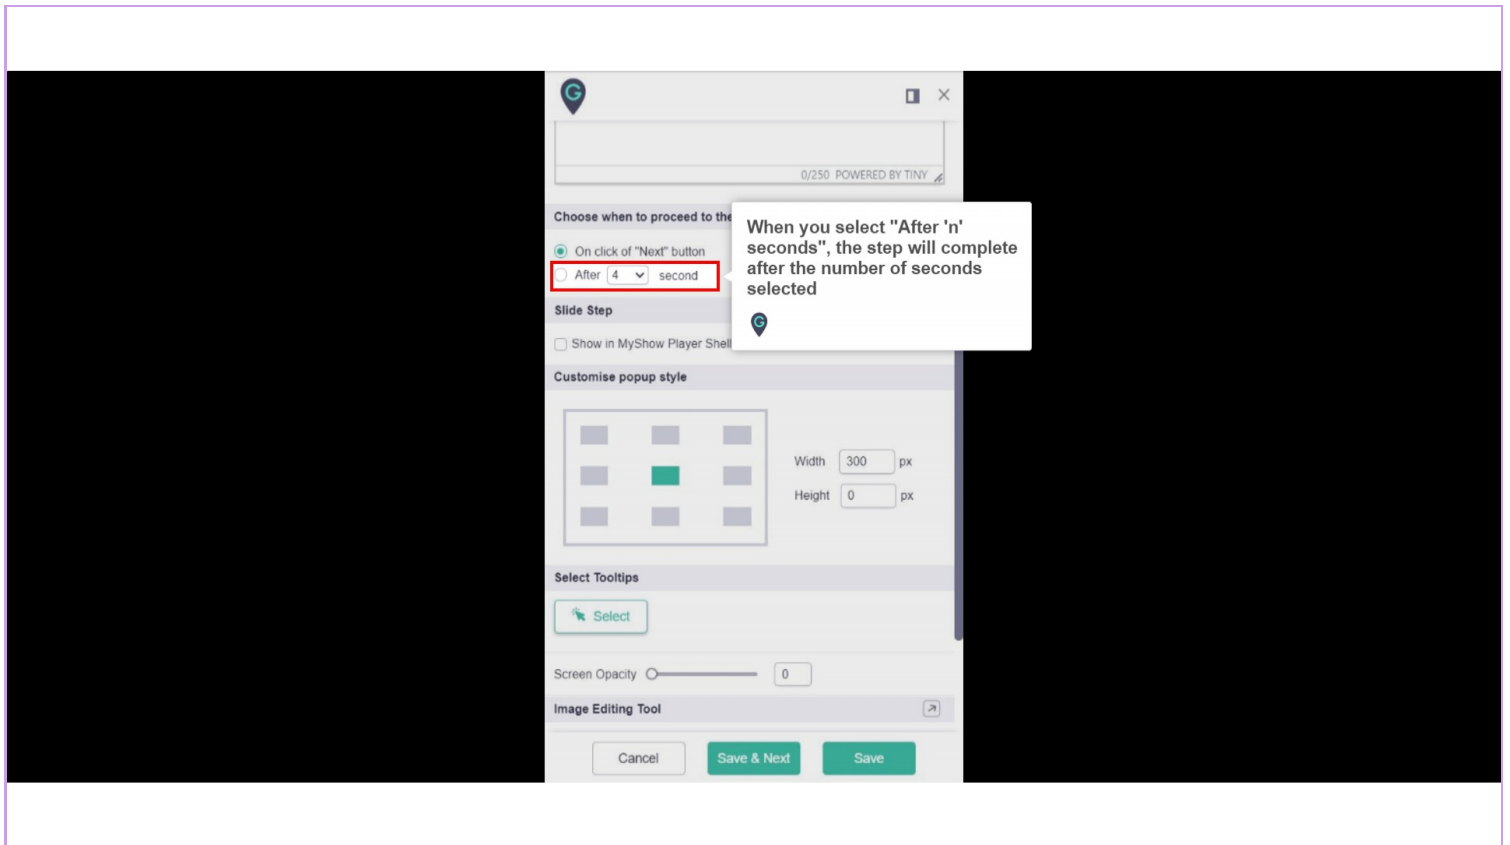 G
0/250 POWERED BY TINY
Choose when to proceed to the
On click of "Next" button
After 4 second
When you select "After 'n'
seconds", the step will complete
after the number of seconds
selected
G
Slide Step
Show in MyShow Player Shell
Customise popup style
Width 300 px
Height 0 px
Select Tooltips
Select
Screen Opacity 0
Image Editing Tool
Cancel Save & Next Save